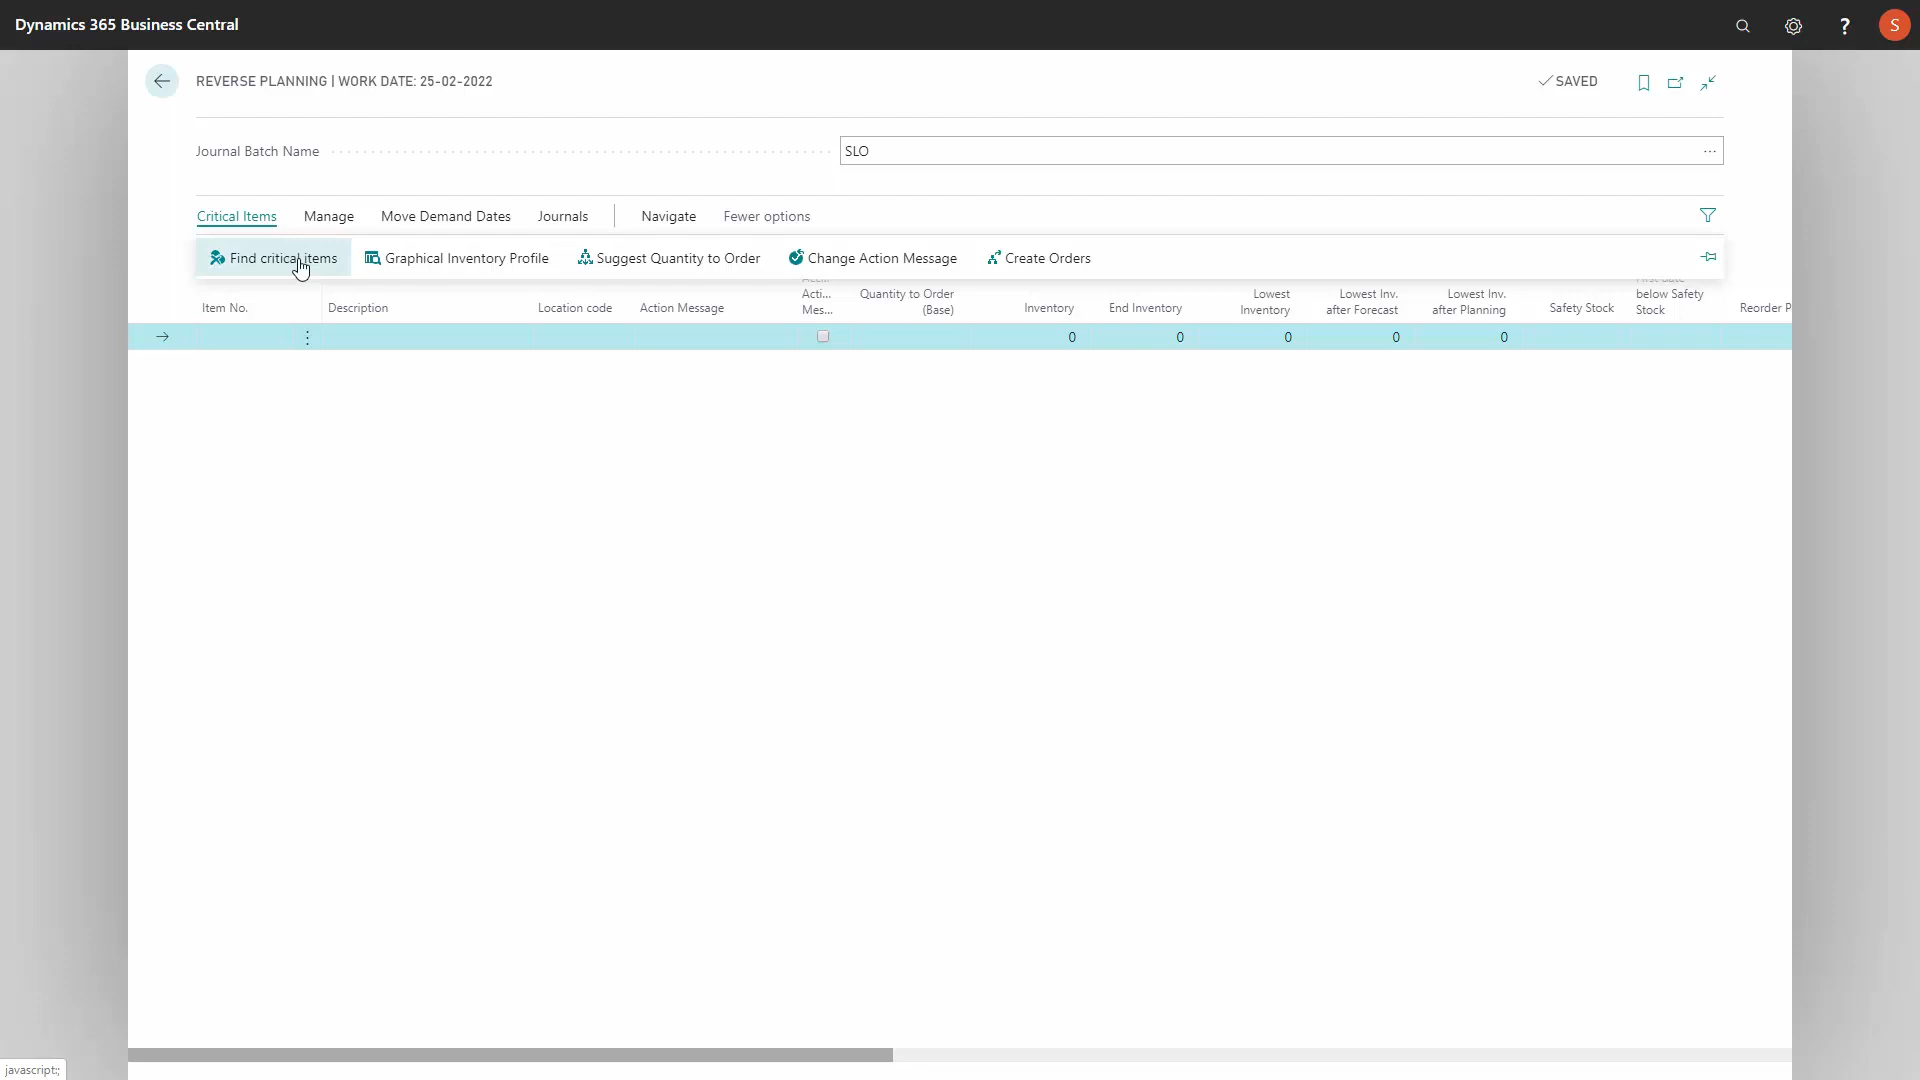 Dynamics 365 Business Central
?
S
REVERSE PLANNING | WORK DATE: 25-02-2022
SAVED
Journal Batch Name
SLO
...
Critical Items
Manage
Move Demand Dates
Journals
Navigate
Fewer options
Find critical items
Graphical Inventory Profile
Suggest Quantity to Order
Change Action Message
Create Orders
Item No.
Description
Location code
Action Message
Acti...
Mes...
Quantity to Order
(Base)
Inventory
End Inventory
Lowest
Inventory
Lowest Inv.
after Forecast
Lowest Inv.
after Planning
Safety Stock
below Safety
Stock
Reorder P
0
0
0
0
0
javascript:;